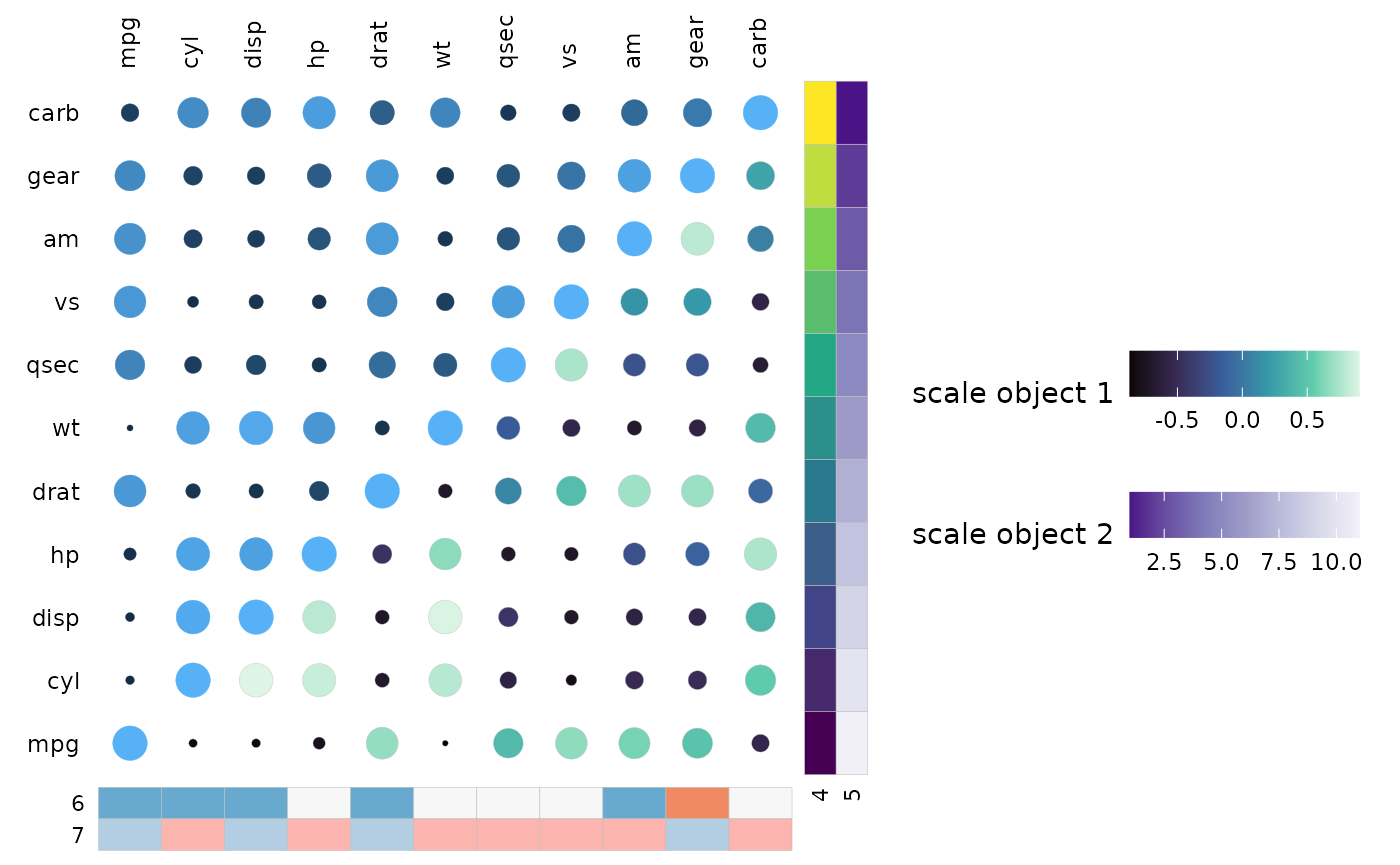 mpg cyl disp hp drat wt qsec vs am gear carb
carb
gear
am
vs
qsec
wt
drat
hp
disp
cyl
mpg
6
7
4 5
scale object 1
-0.5 0.0 0.5
scale object 2
2.5 5.0 7.5 10.0